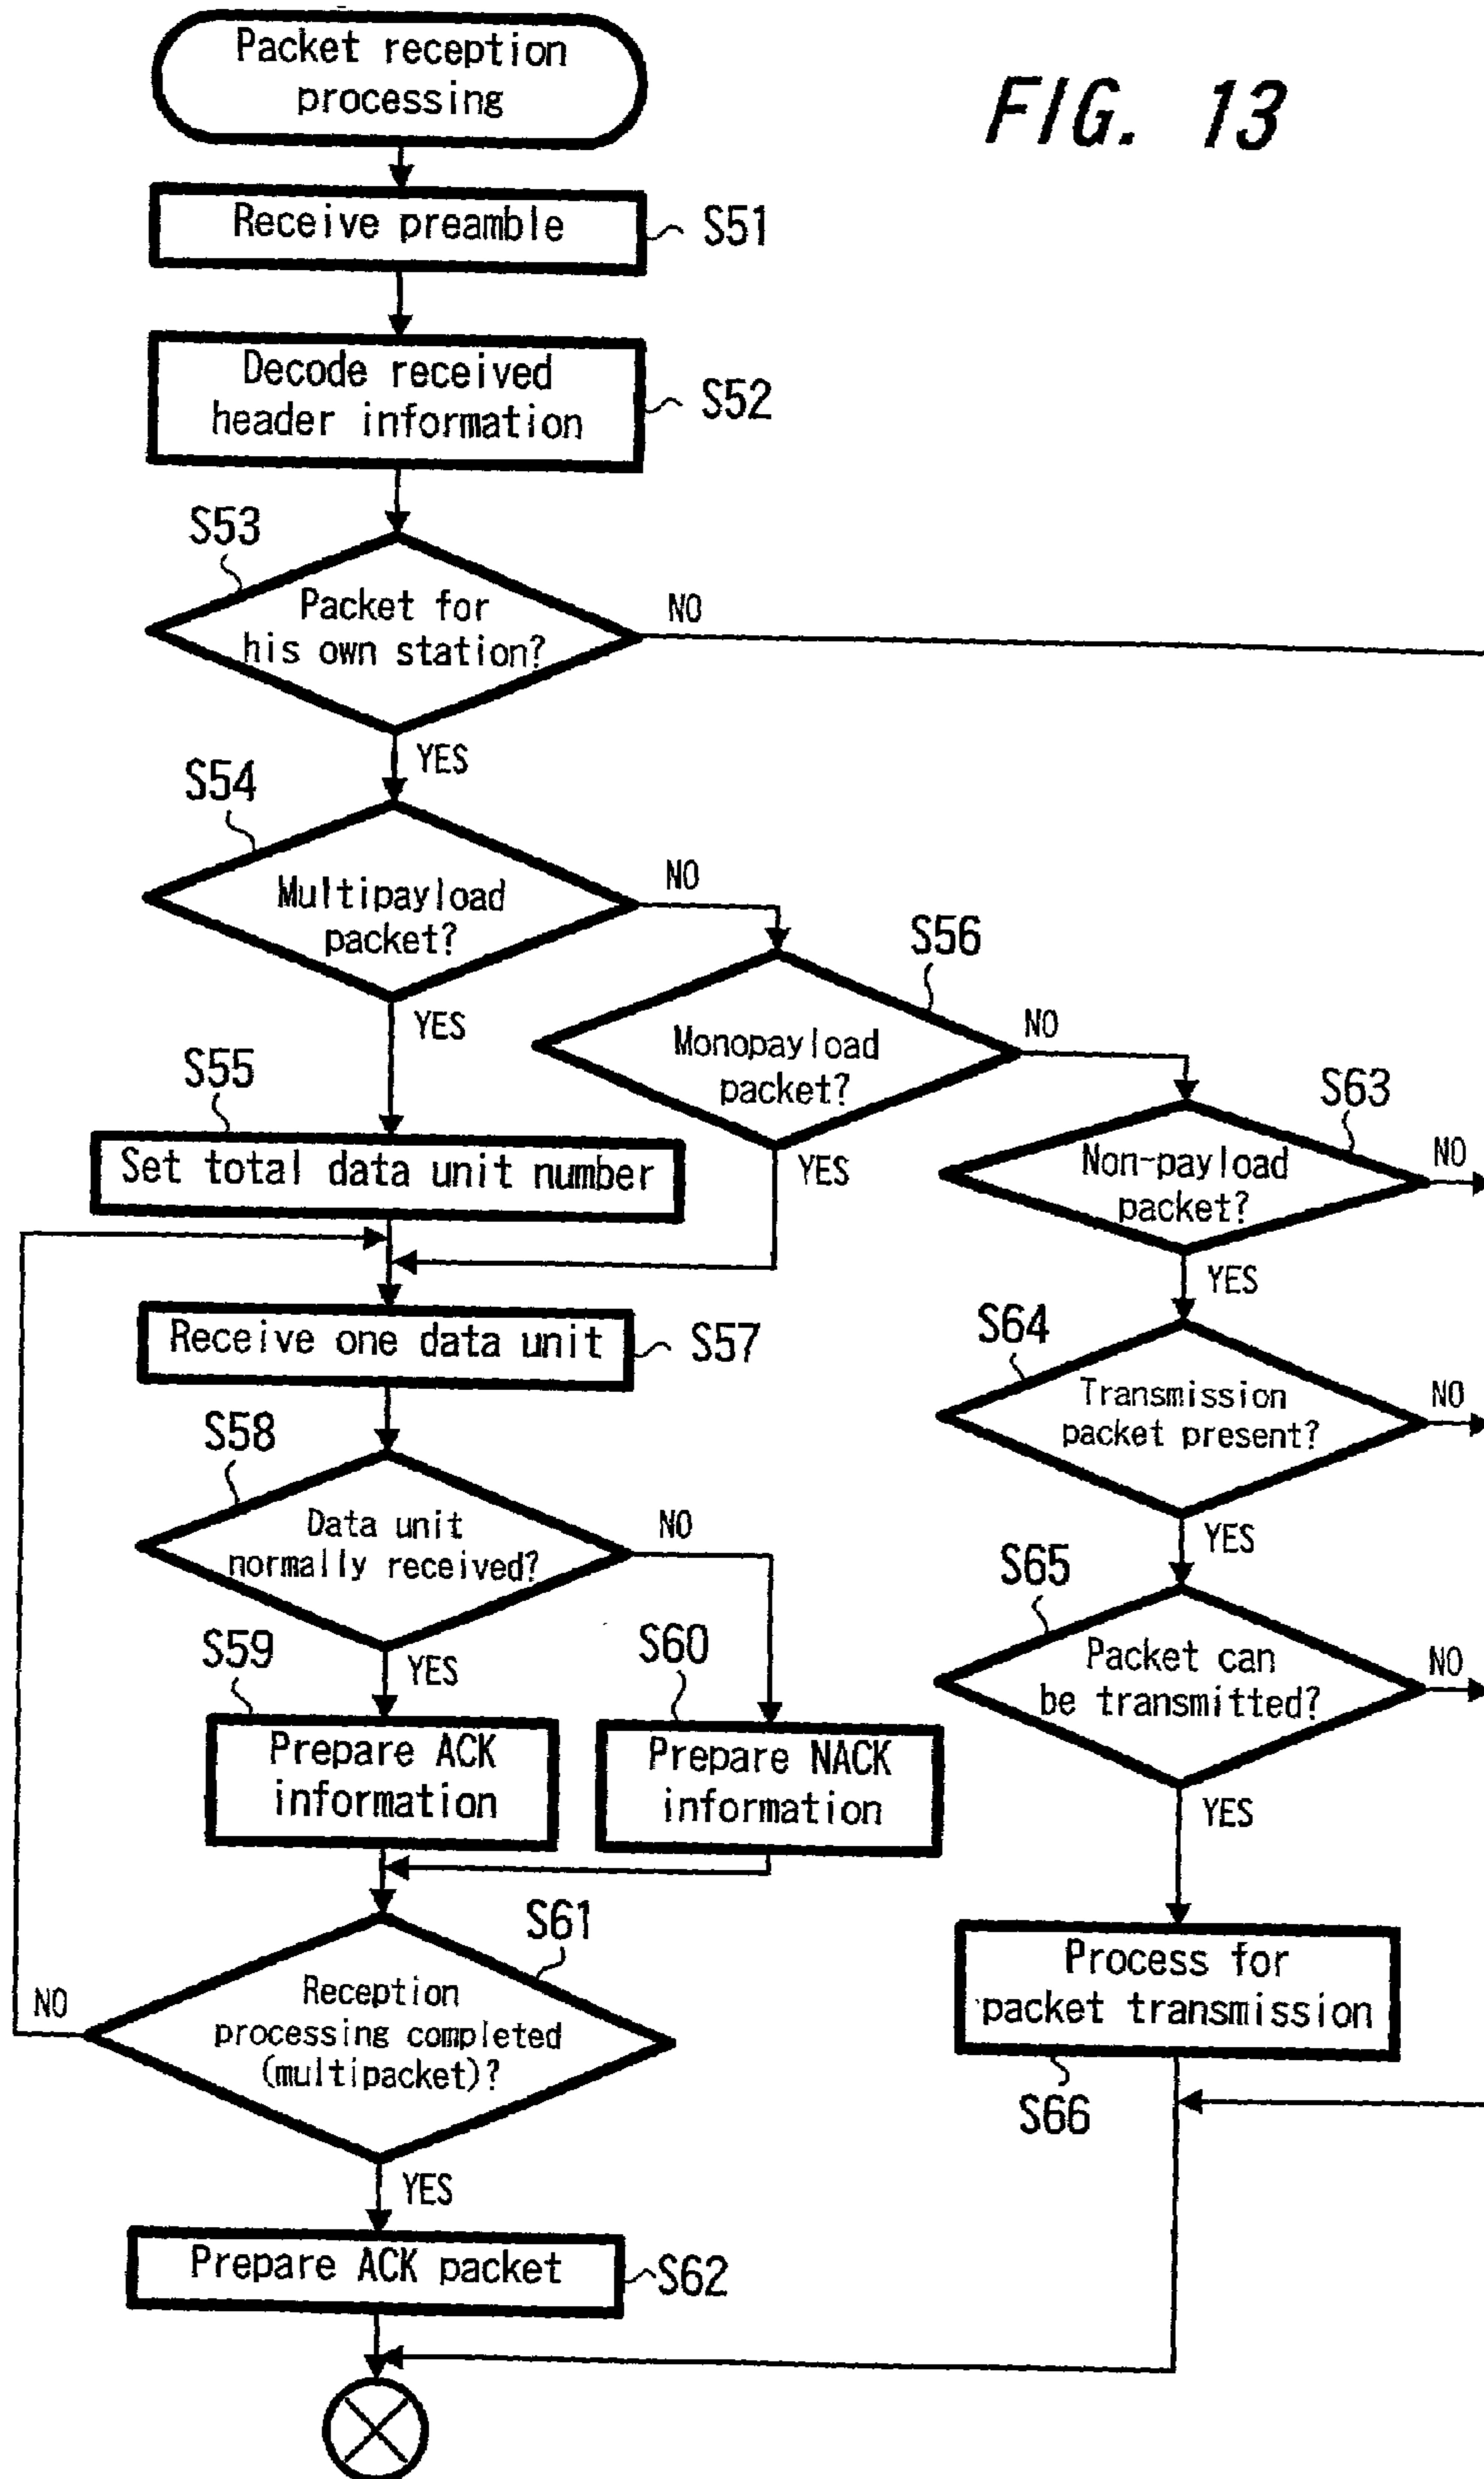 Packet reception
processing
FIG. 13
Receive preamble
S51
Decode received
header information
S52
S53
Packet for
his own station?
NO
YES
S54
Multipayload
packet?
NO
YES
S56
Monopayload
packet?
NO
YES
S55
Set total data unit number
S63
Non-payload
packet?
NO
YES
Receive one data unit
S57
S64
Transmission
packet present?
NO
YES
S58
Data unit
normally received?
NO
YES
S65
Packet can
be transmitted?
NO
YES
S59
Prepare ACK
information
S60
Prepare NACK
information
S61
Reception
processing completed
(multipacket)?
NO
YES
Process for
packet transmission
S66
Prepare ACK packet
S62